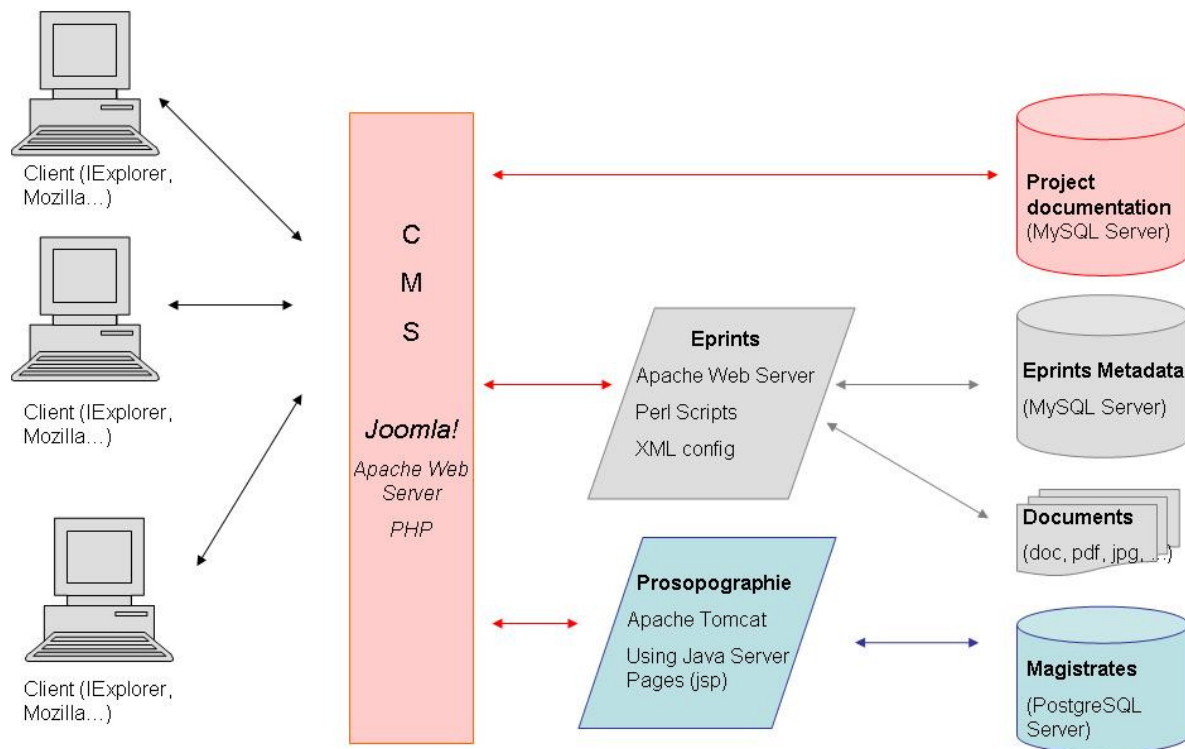 Client (IExplorer,
Mozilla…)
Client (IExplorer,
Mozilla…)
Client (IExplorer,
Mozilla…)
C
M
S
Joomla!
Apache Web
Server
PHP
Eprints
Apache Web Server
Perl Scripts
XML config
Prosopographie
Apache Tomcat
Using Java Server
Pages (jsp)
Project
documentation
(MySQL Server)
Eprints Metadata
(MySQL Server)
Documents
(doc, pdf, jpg, …)
Magistrates
(PostgreSQL
Server)